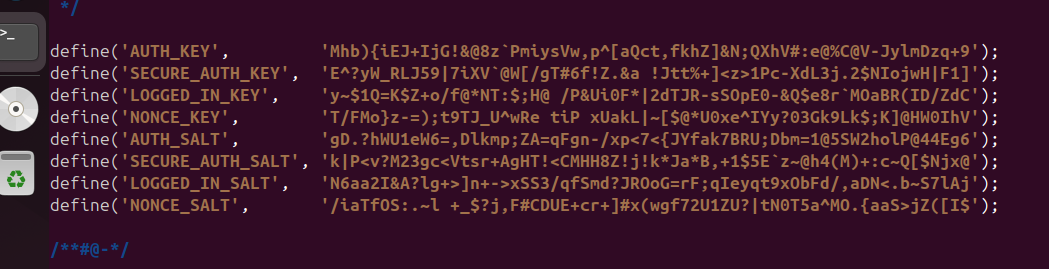 */
define('AUTH_KEY',         'Mhb){iEJ+IjG!&@8z`PmiysVw,p^[aQct,fkhZ]&N;QXhV#:e@%C@V-JylmDzq+9');
define('SECURE_AUTH_KEY',  'E^?yW_RLJ59|7iXV`@W[/gT#6f!Z.&a !Jtt%+]<z>1Pc-XdL3j.2$NIojwH|F1]');
define('LOGGED_IN_KEY',    'y~$1Q=K$Z+o/f@*NT:$;H@ /P&Ui0F*|2dTJR-sSOpE0-&Q$e8r`MOaBR(ID/ZdC');
define('NONCE_KEY',        'T/FMo}z-=);t9TJ_U^wRe tiP xUakL|~[$@*U0xe^IYy?03Gk9Lk$;K]@HW0IhV');
define('AUTH_SALT',        'gD.?hWU1eW6=,Dlkmp;ZA=qFgn-/xp<7<{JYfak7BRU;Dbm=1@5SW2holP@44Eg6');
define('SECURE_AUTH_SALT', 'k|P<v?M23gc<Vtsr+AgHT!<CMHH8Z!j!k*Ja*B,+1$5E`z~@h4(M)+:c~Q[$Njx@');
define('LOGGED_IN_SALT',   'N6aa2I&A?lg+>]n+->xSS3/qfSmd?JROoG=rF;qIeyqt9xObFd/,aDN<.b~S7lAj');
define('NONCE_SALT',       '/iaTfOS:.~l +_$?j,F#CDUE+cr+]#x(wgf72U1ZU?|tN0T5a^MO.{aaS>jZ([I$');
/**#@-*/